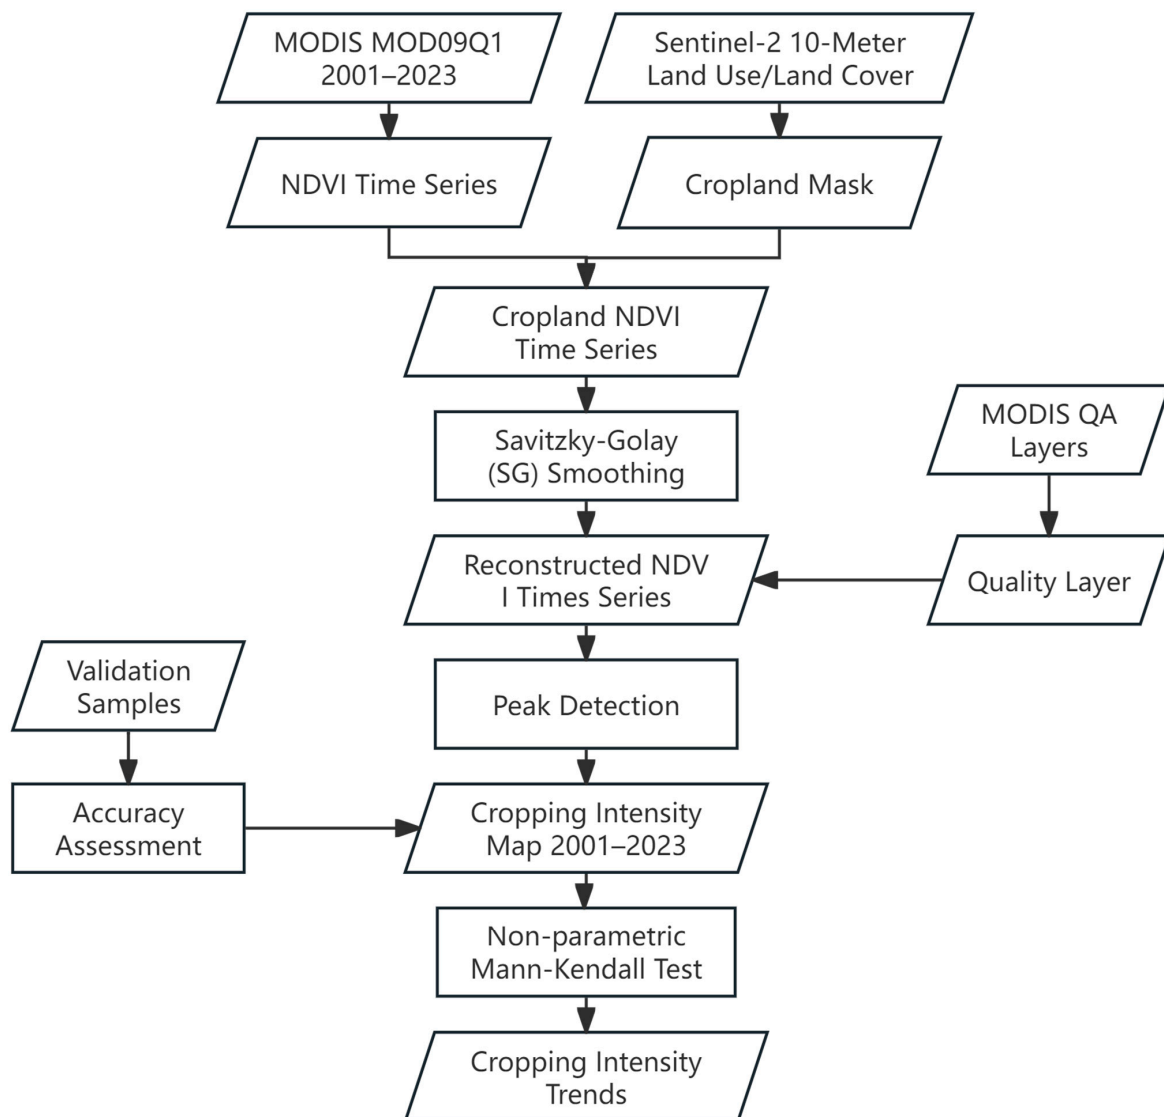 MODIS MOD09Q1
2001–2023
Sentinel-2 10-Meter
Land Use/Land Cover
NDVI Time Series
Cropland Mask
Cropland NDVI
Time Series
Savitzky-Golay
(SG) Smoothing
MODIS QA
Layers
Reconstructed NDV
I Times Series
Quality Layer
Validation
Samples
Peak Detection
Accuracy
Assessment
Cropping Intensity
Map 2001–2023
Non-parametric
Mann-Kendall Test
Cropping Intensity
Trends